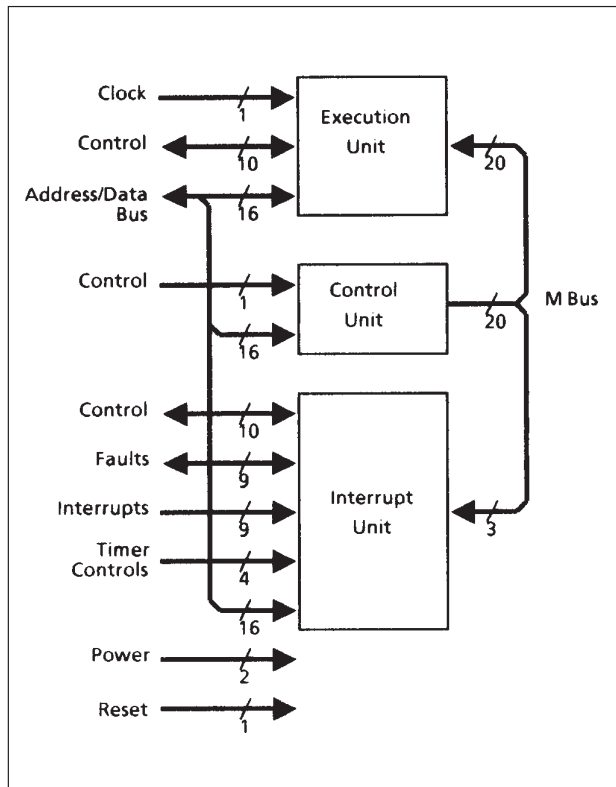 Clock
1
Control
10
Address/Data
Bus
16
Execution
Unit
20
Control
1
16
Control
Unit
20
M Bus
Control
10
Faults
9
Interrupts
9
Timer
Controls
4
16
Interrupt
Unit
3
Power
2
Reset
1